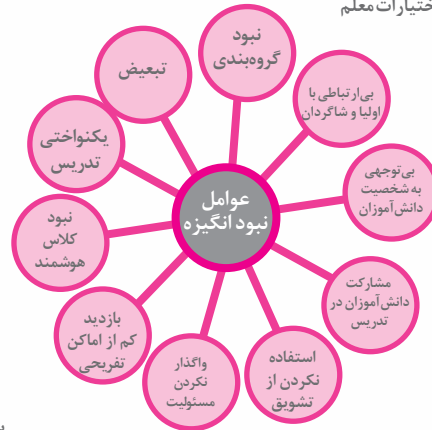 ختیارات معلم
نبود
گروه‌بندی
بی‌ارتباطی با
اولیا و شاگردان
بی‌توجهی
به شخصیت
دانش‌آموزان
مشارکت
دانش‌آموزان در
تدریس
استفاده
نکردن از
تشویق
واگذار
نکردن
مسئولیت
بازدید
کم از اماکن
تفریحی
نبود
کلاس
هوشمند
یکنواختی
تدریس
تبعیض
عوامل
نبود انگیزه